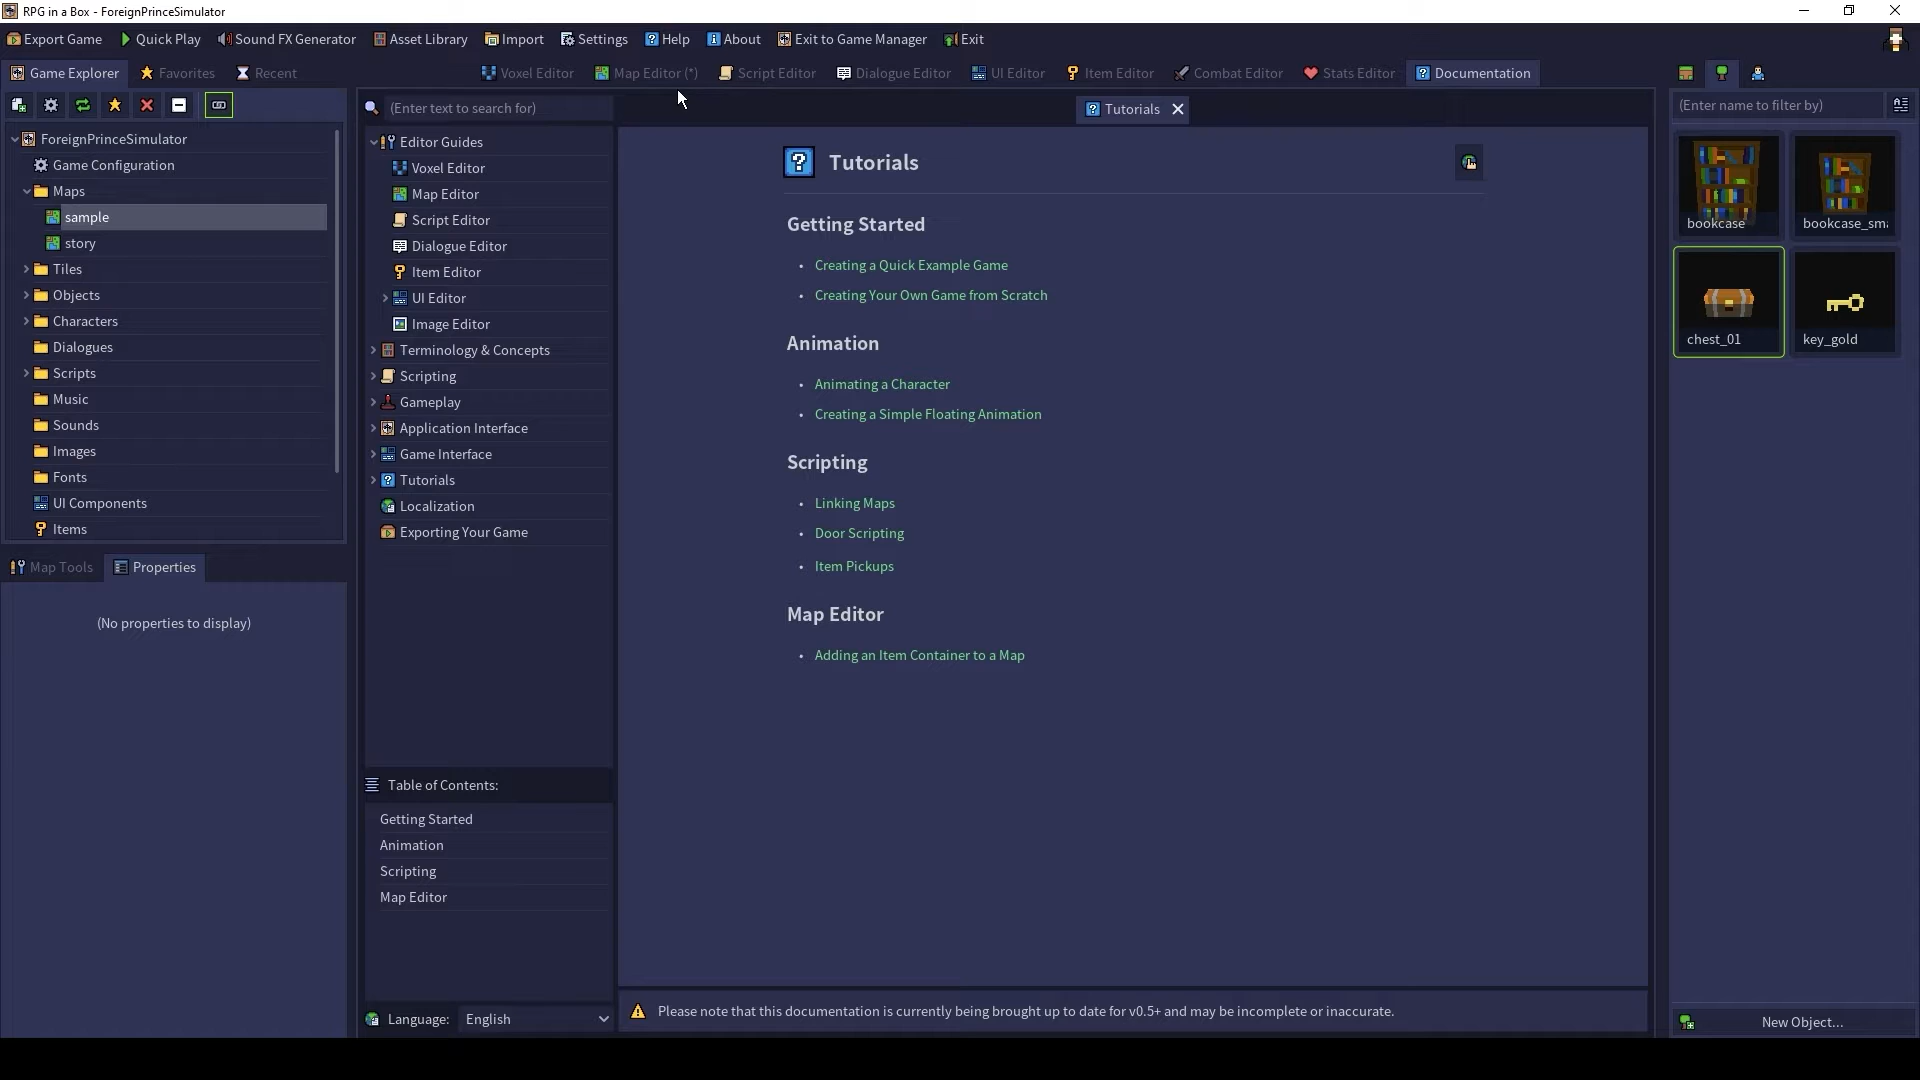 RPG in a Box - ForeignPrinceSimulator
Export Game Quick Play Sound FX Generator Asset Library Import Settings Help About Exit to Game Manager Exit
Game Explorer Favorites Recent Voxel Editor Map Editor (*) Script Editor Dialogue Editor UI Editor Item Editor Combat Editor Stats Editor Documentation
ForeignPrinceSimulator
Game Configuration
Maps
sample
story
Tiles
Objects
Characters
Dialogues
Scripts
Music
Sounds
Images
Fonts
UI Components
Items
Map Tools Properties
(No properties to display)
(Enter text to search for)
Editor Guides
Voxel Editor
Map Editor
Script Editor
Dialogue Editor
Item Editor
UI Editor
Image Editor
Terminology & Concepts
Scripting
Gameplay
Application Interface
Game Interface
Tutorials
Localization
Exporting Your Game
Table of Contents:
Getting Started
Animation
Scripting
Map Editor
Language: English
Tutorials
Tutorials
Getting Started
• Creating a Quick Example Game
• Creating Your Own Game from Scratch
Animation
• Animating a Character
• Creating a Simple Floating Animation
Scripting
• Linking Maps
• Door Scripting
• Item Pickups
Map Editor
• Adding an Item Container to a Map
Please note that this documentation is currently being brought up to date for v0.5+ and may be incomplete or inaccurate.
(Enter name to filter by)
bookcase bookcase_sma
chest_01 key_gold
New Object...